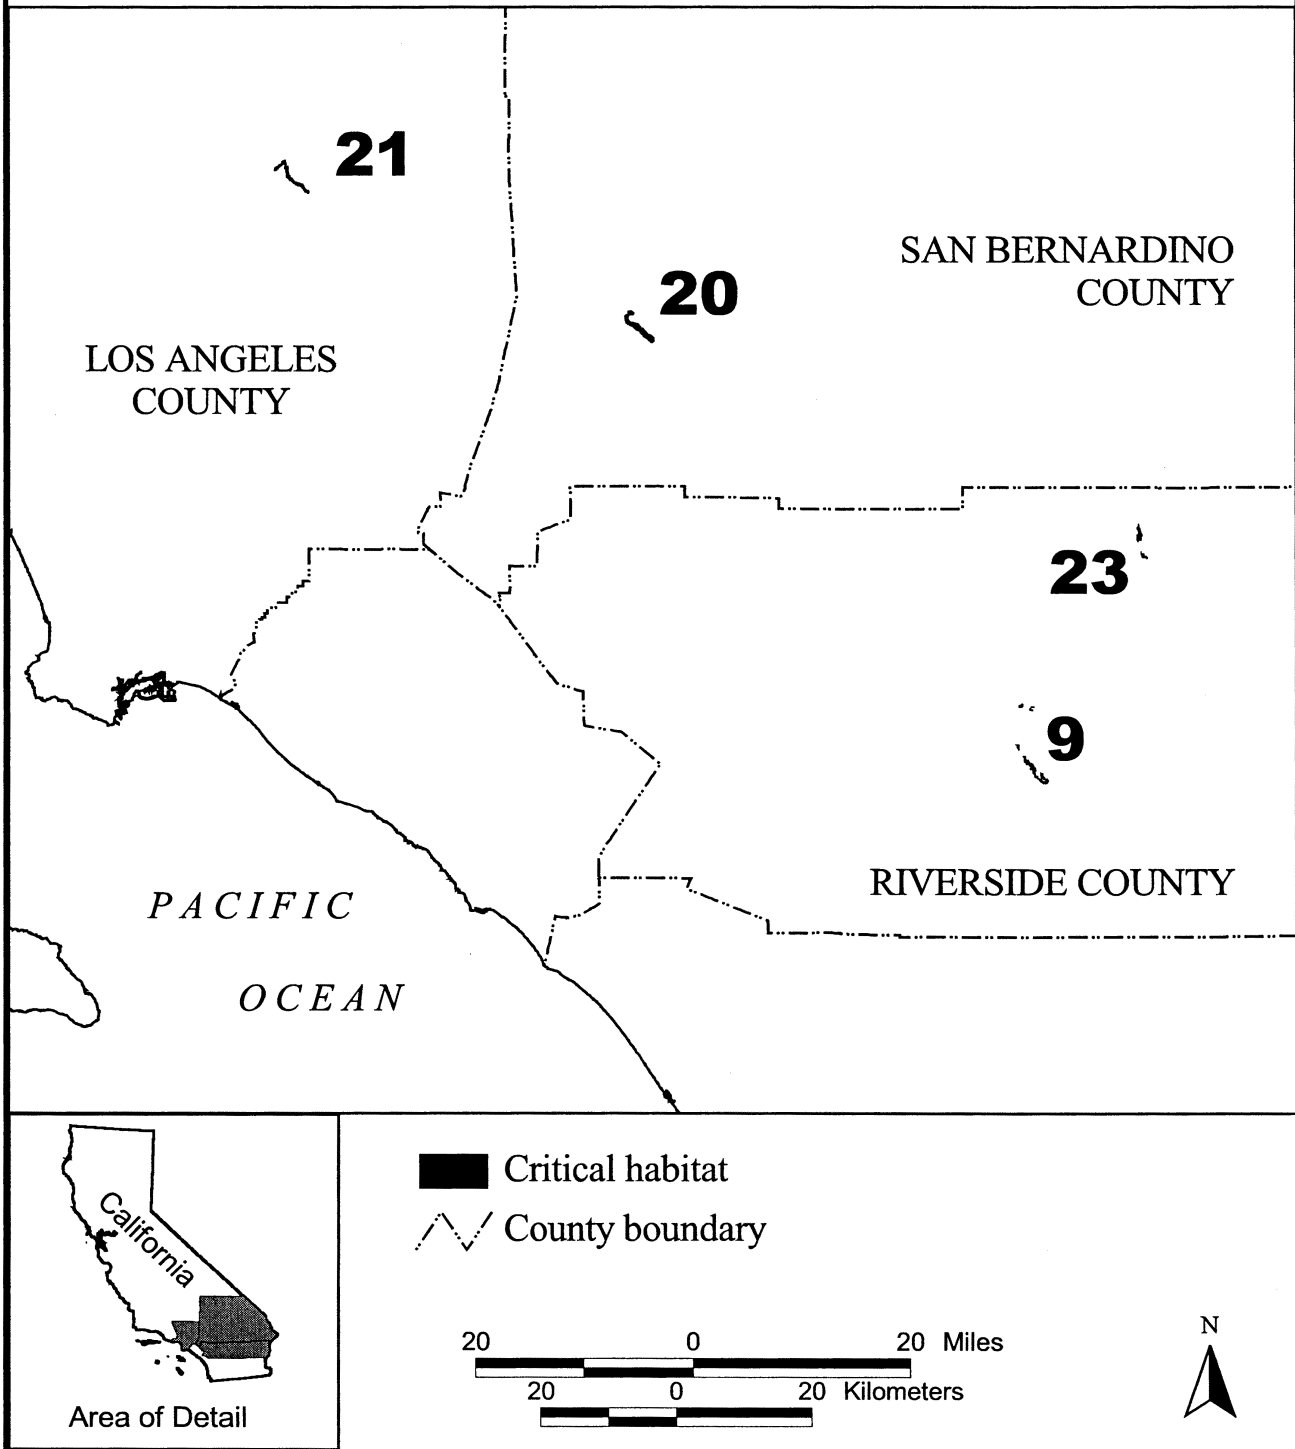 21
20
SAN BERNARDINO
COUNTY
LOS ANGELES
COUNTY
23
9
RIVERSIDE COUNTY
PACIFIC
OCEAN
California
Area of Detail
Critical habitat
County boundary
20 0 20 Miles
20 0 20 Kilometers
N